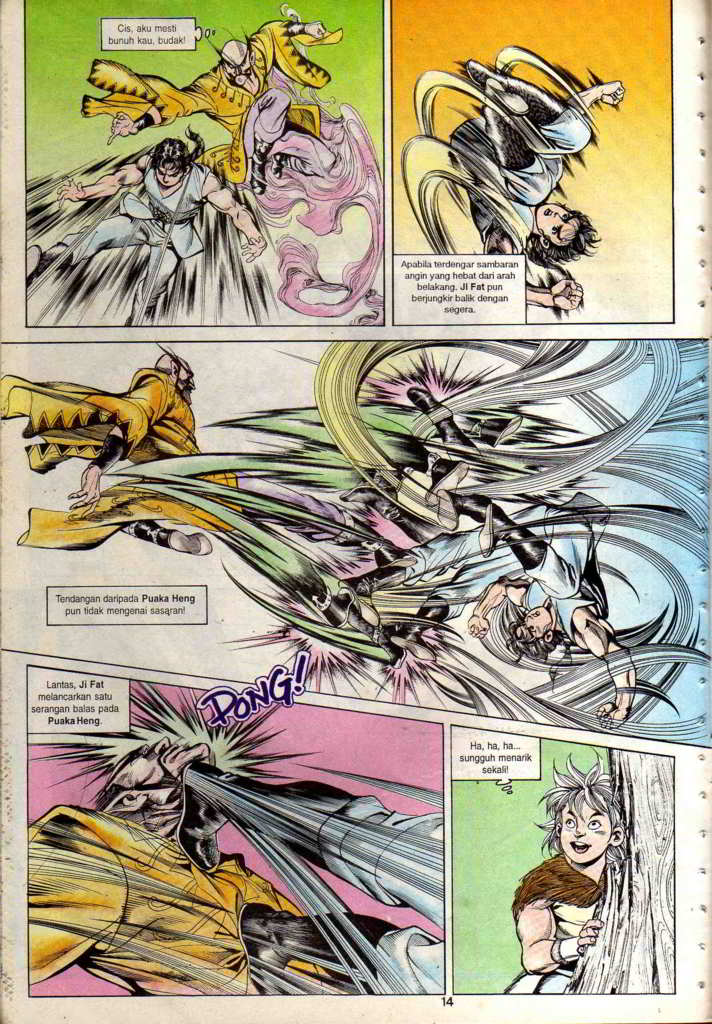 Cis, aku mesti
bunuh kau, budak!
Apabila terdengar sambaran
angin yang hebat dari arah
belakang. Ji Fat pun
berjungkir balik dengan
segera.
Tendangan daripada Puaka Heng
pun tidak mengenai sasaran!
Lantas, Ji Fat
melancarkan satu
serangan balas pada
Puaka Heng.
PONG!
Ha, ha, ha...
sungguh menarik
sekali!
14